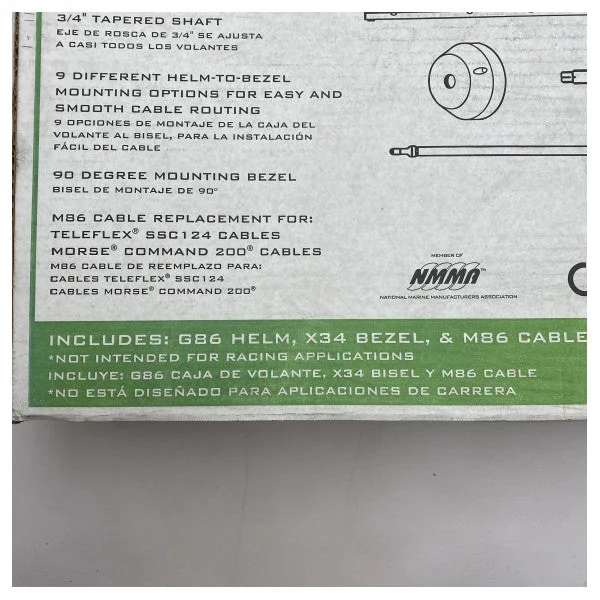 3/4" TAPERED SHAFT
EJE DE ROSCA DE 3/4" SE AJUSTA
A CASI TODOS LOS VOLANTES
9 DIFFERENT HELM-TO-BEZEL
MOUNTING OPTIONS FOR EASY AND
SMOOTH CABLE ROUTING
9 OPCIONES DE MONTAJE DE LA CAJA DEL
VOLANTE AL BISEL, PARA LA INSTALACIÓN
FÁCIL DEL CABLE
90 DEGREE MOUNTING BEZEL
BISEL DE MONTAJE DE 90°
M86 CABLE REPLACEMENT FOR:
TELEFLEX® SSC124 CABLES
MORSE® COMMAND 200® CABLES
M86 CABLE DE REEMPLAZO PARA:
CABLES TELEFLEX® SSC124
CABLES MORSE® COMMAND 200®
MEMBER OF
NMMA™
NATIONAL MARINE MANUFACTURERS ASSOCIATION
INCLUDES: G86 HELM, X34 BEZEL, & M86 CABLE
*NOT INTENDED FOR RACING APPLICATIONS
INCLUYE: G86 CAJA DE VOLANTE, X34 BISEL Y M86 CABLE
*NO ESTÁ DISEÑADO PARA APLICACIONES DE CARRERA